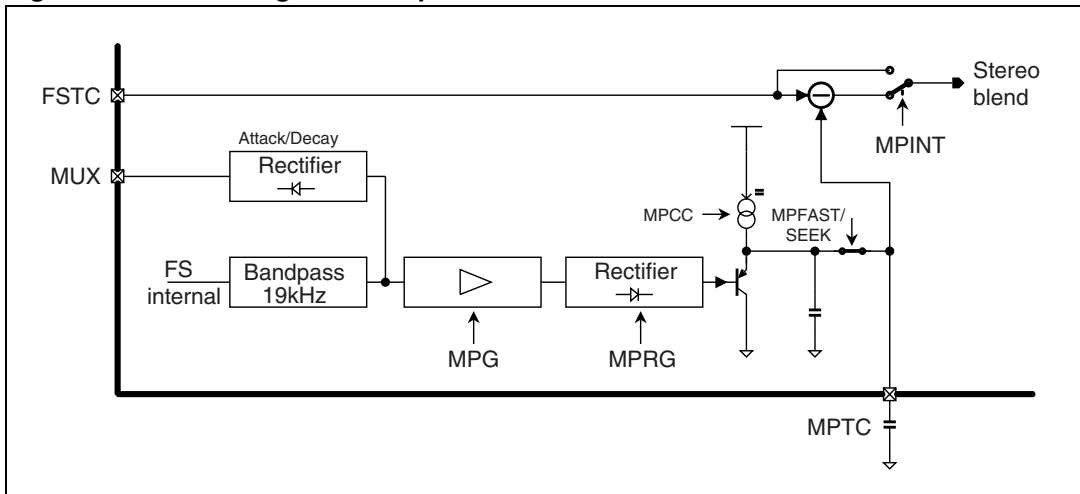 Stereo
blend
FSTC
MPINT
Attack/Decay
Rectifier
MUX
MPCC
MPFAST/
SEEK
FS
internal
Bandpass
19kHz
Rectifier
MPG
MPRG
MPTC